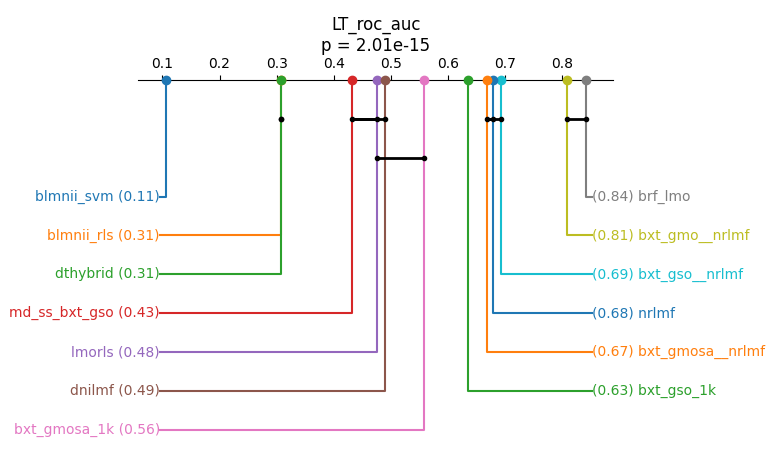 LT_roc_auc
p = 2.01e-15
0.1 0.2 0.3 0.4 0.5 0.6 0.7 0.8
blmnii_svm (0.11)
(0.84) brf_lmo
blmnii_rls (0.31)
(0.81) bxt_gmo__nrlmf
dthybrid (0.31)
(0.69) bxt_gso__nrlmf
md_ss_bxt_gso (0.43)
(0.68) nrlmf
lmorls (0.48)
(0.67) bxt_gmosa__nrlmf
dnilmf (0.49)
(0.63) bxt_gso_1k
bxt_gmosa_1k (0.56)